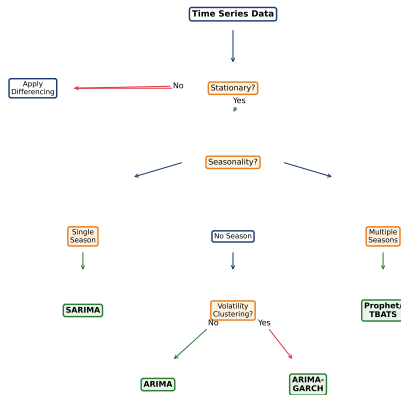 Time Series Data
Apply
Differencing
No
Stationary?
Yes
Seasonality?
Single
Season
No Season
Multiple
Seasons
SARIMA
Volatility
Clustering?
Prophet/
TBATS
No
Yes
ARIMA
ARIMA-
GARCH